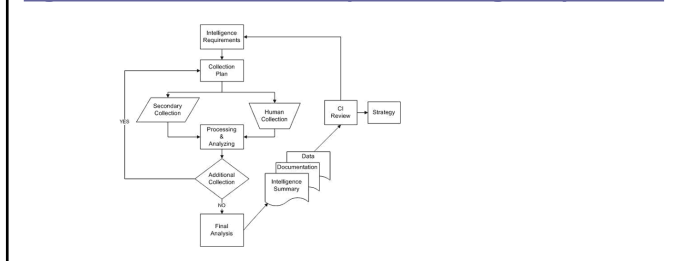 Intelligence
Requirements
Collection
Plan
Secondary
Collection
Human
Collection
YES
Processing
&
Analyzing
Additional
Collection
NO
Final
Analysis
Data
Documentation
Intelligence
Summary
CI
Review
Strategy